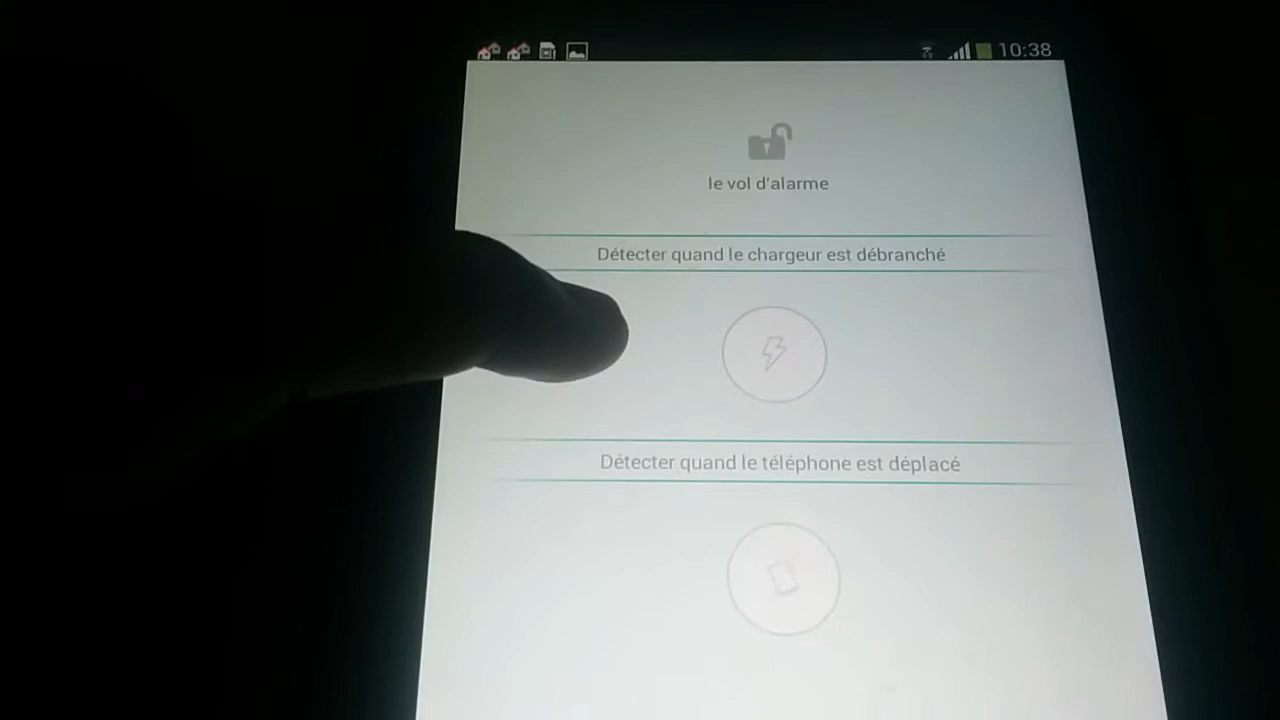 10:38
le vol d'alarme
Détecter quand le chargeur est débranché
Détecter quand le téléphone est déplacé